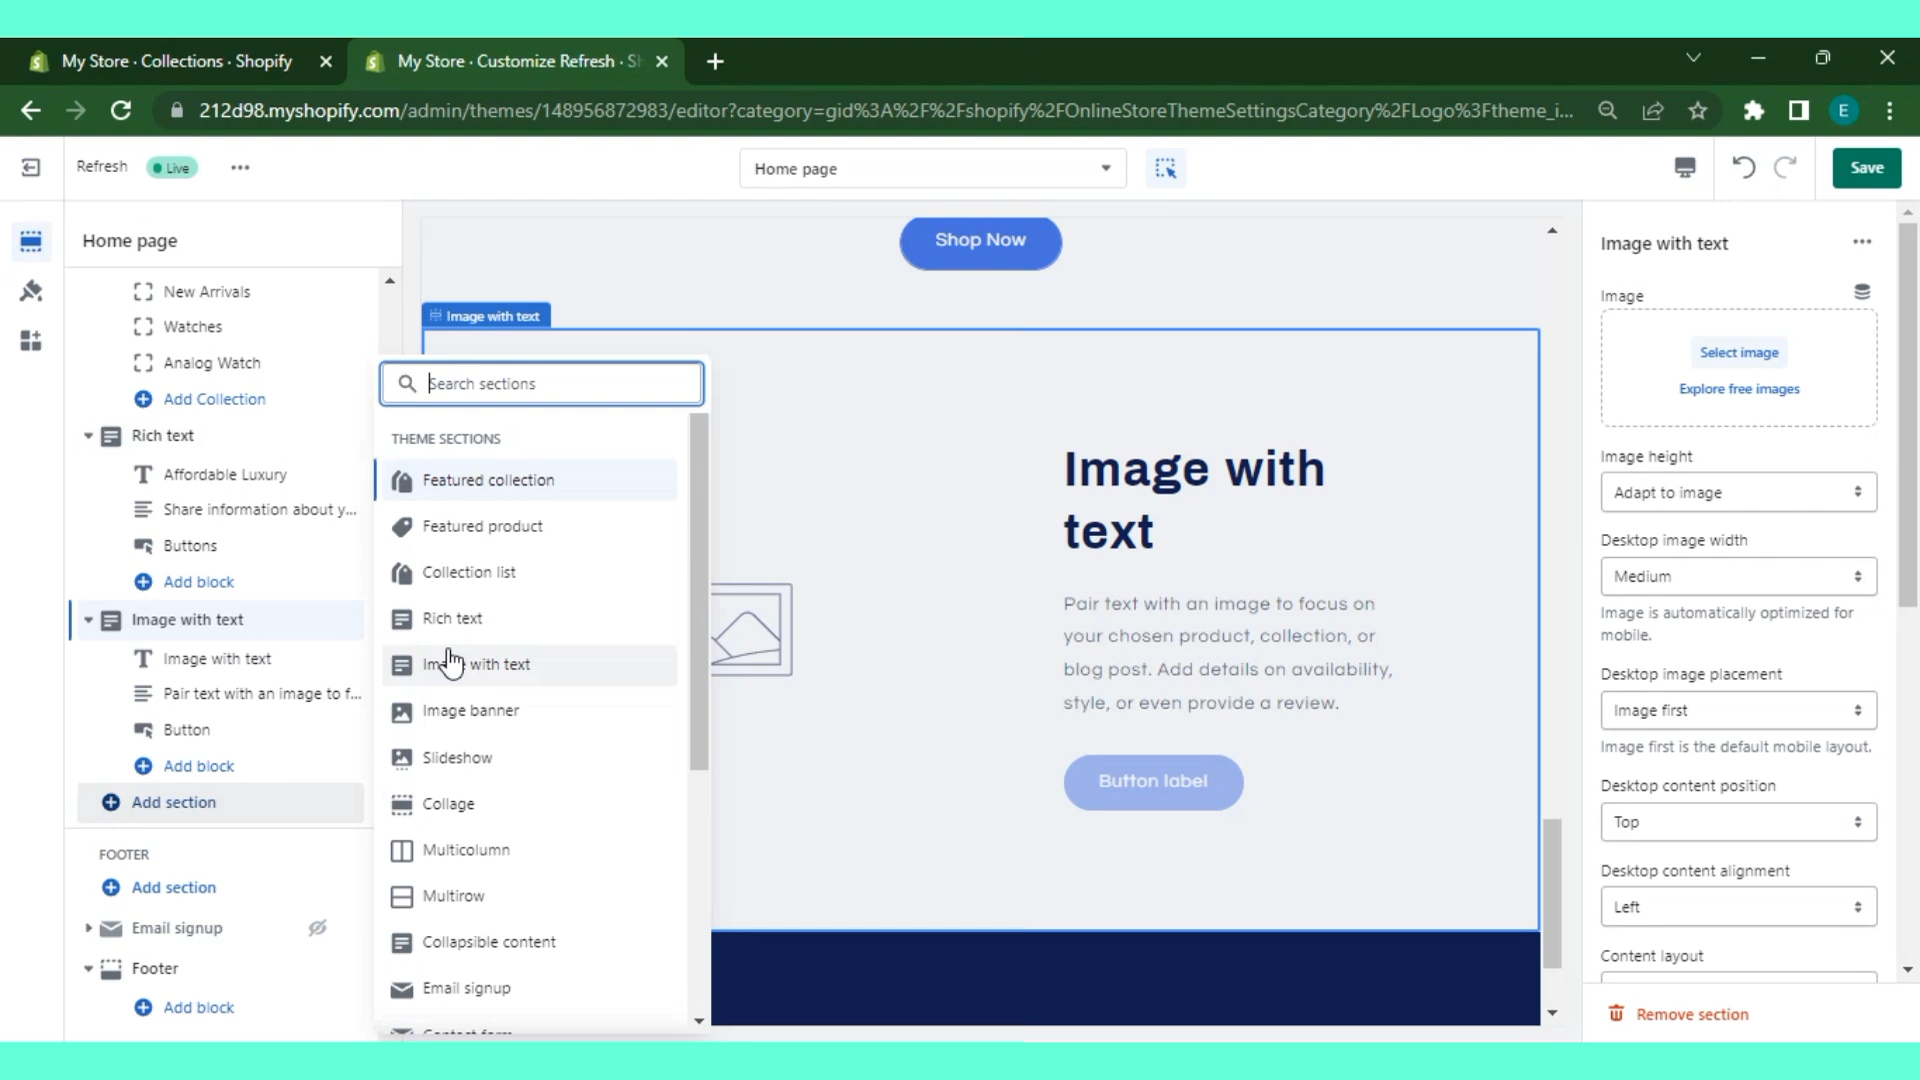 My Store · Collections · Shopify
My Store · Customize Refresh · Sh
212d98.myshopify.com/admin/themes/148956872983/editor?category=gid%3A%2F%2Fshopify%2FOnlineStoreThemeSettingsCategory%2FLogo%3Ftheme_i...
E
Refresh
Live
Home page
Save
Home page
New Arrivals
Watches
Analog Watch
Add Collection
Rich text
Affordable Luxury
Share information about y...
Buttons
Add block
Image with text
Image with text
Pair text with an image to f...
Button
Add block
Add section
FOOTER
Add section
Email signup
Footer
Add block
Search sections
THEME SECTIONS
Featured collection
Featured product
Collection list
Rich text
Image with text
Image banner
Slideshow
Collage
Multicolumn
Multirow
Collapsible content
Email signup
Contact form
Shop Now
Image with text
Image with
text
Pair text with an image to focus on
your chosen product, collection, or
blog post. Add details on availability,
style, or even provide a review.
Button label
Image with text
Image
Select image
Explore free images
Image height
Adapt to image
Desktop image width
Medium
Image is automatically optimized for
mobile.
Desktop image placement
Image first
Image first is the default mobile layout.
Desktop content position
Top
Desktop content alignment
Left
Content layout
Remove section